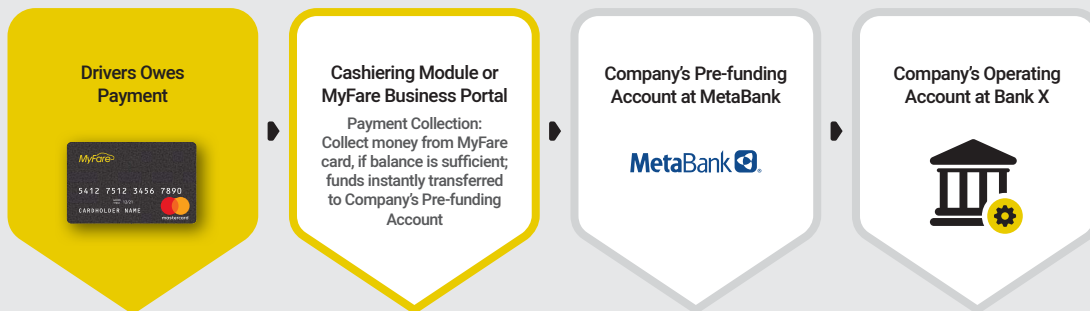 Drivers Owes
Payment
MyFare
5412 7512 3456 7890
12/21
CARDHOLDER NAME
mastercard
Cashiering Module or
MyFare Business Portal
Payment Collection:
Collect money from MyFare
card, if balance is sufficient;
funds instantly transferred
to Company's Pre-funding
Account
Company's Pre-funding
Account at MetaBank
MetaBank
Company's Operating
Account at Bank X